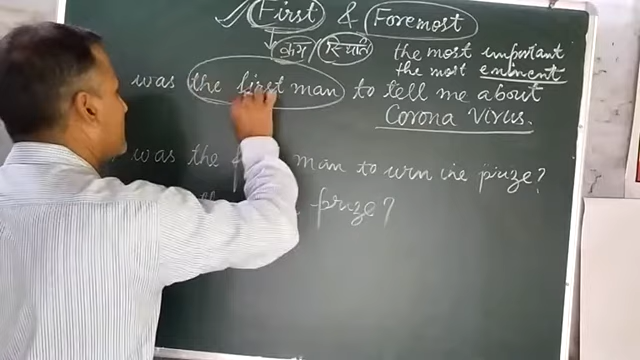 First & Foremost
क्रम / स्थिति the most important
the most eminent
was the first man to tell me about
Corona Virus.
was the man to win the prize?
prize?